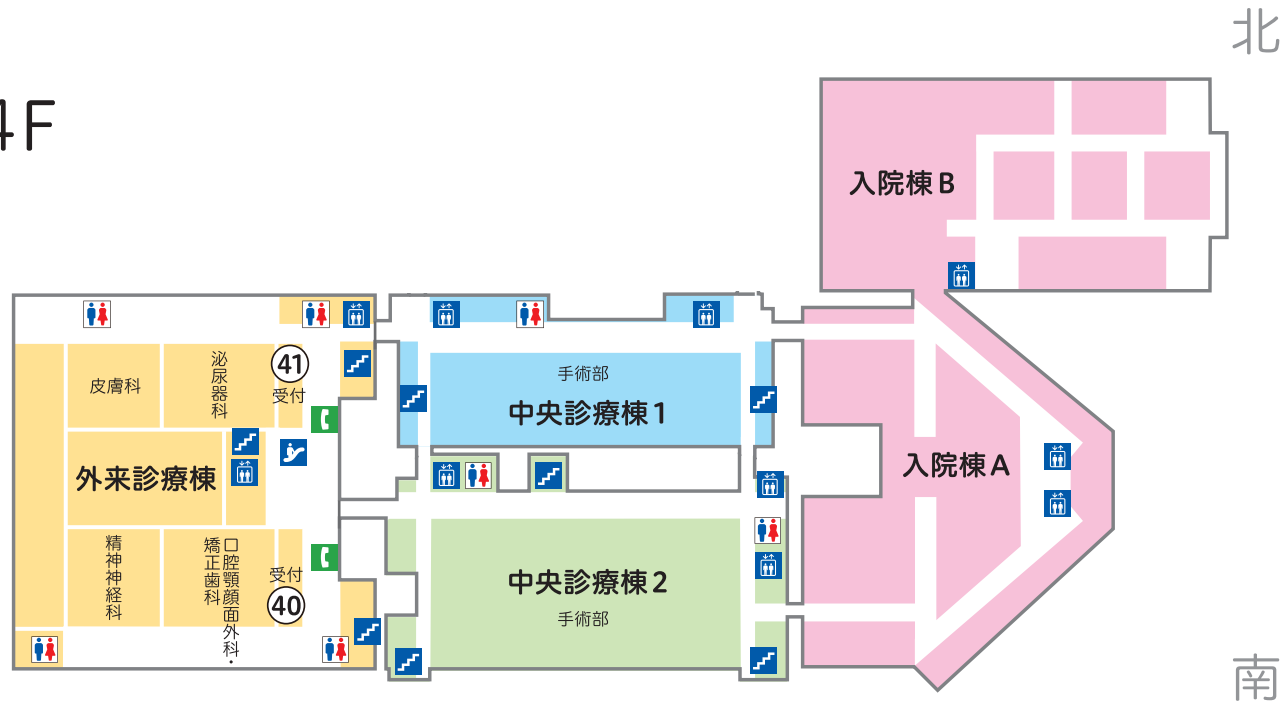 北
4F
入院棟 B
皮膚科
泌尿器科
41
受付
手術部
中央診療棟 1
外来診療棟
入院棟 A
精神神経科
口腔顎顔面外科・
矯正歯科
受付
40
中央診療棟 2
手術部
南